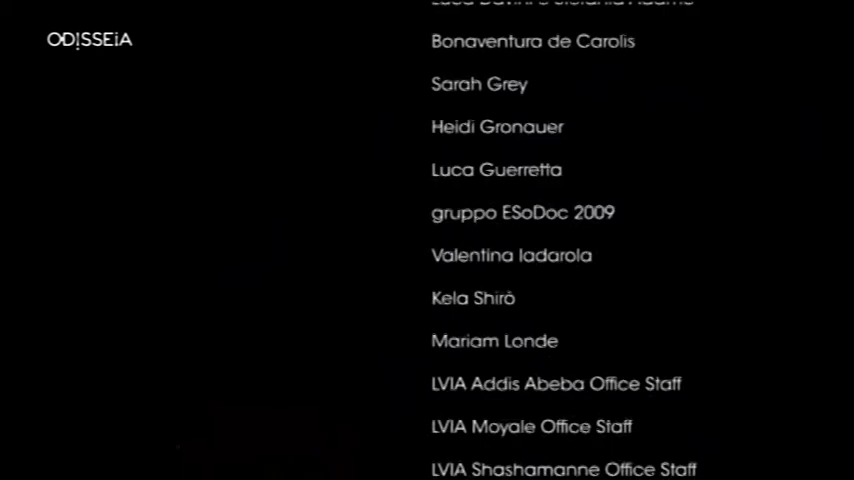 ODISSEiA
Bonaventura de Carolis
Sarah Grey
Heidi Gronauer
Luca Guerretta
gruppo ESoDoc 2009
Valentina Iadarola
Kela Shirò
Mariam Londe
LVIA Addis Abeba Office Staff
LVIA Moyale Office Staff
LVIA Shashamanne Office Staff